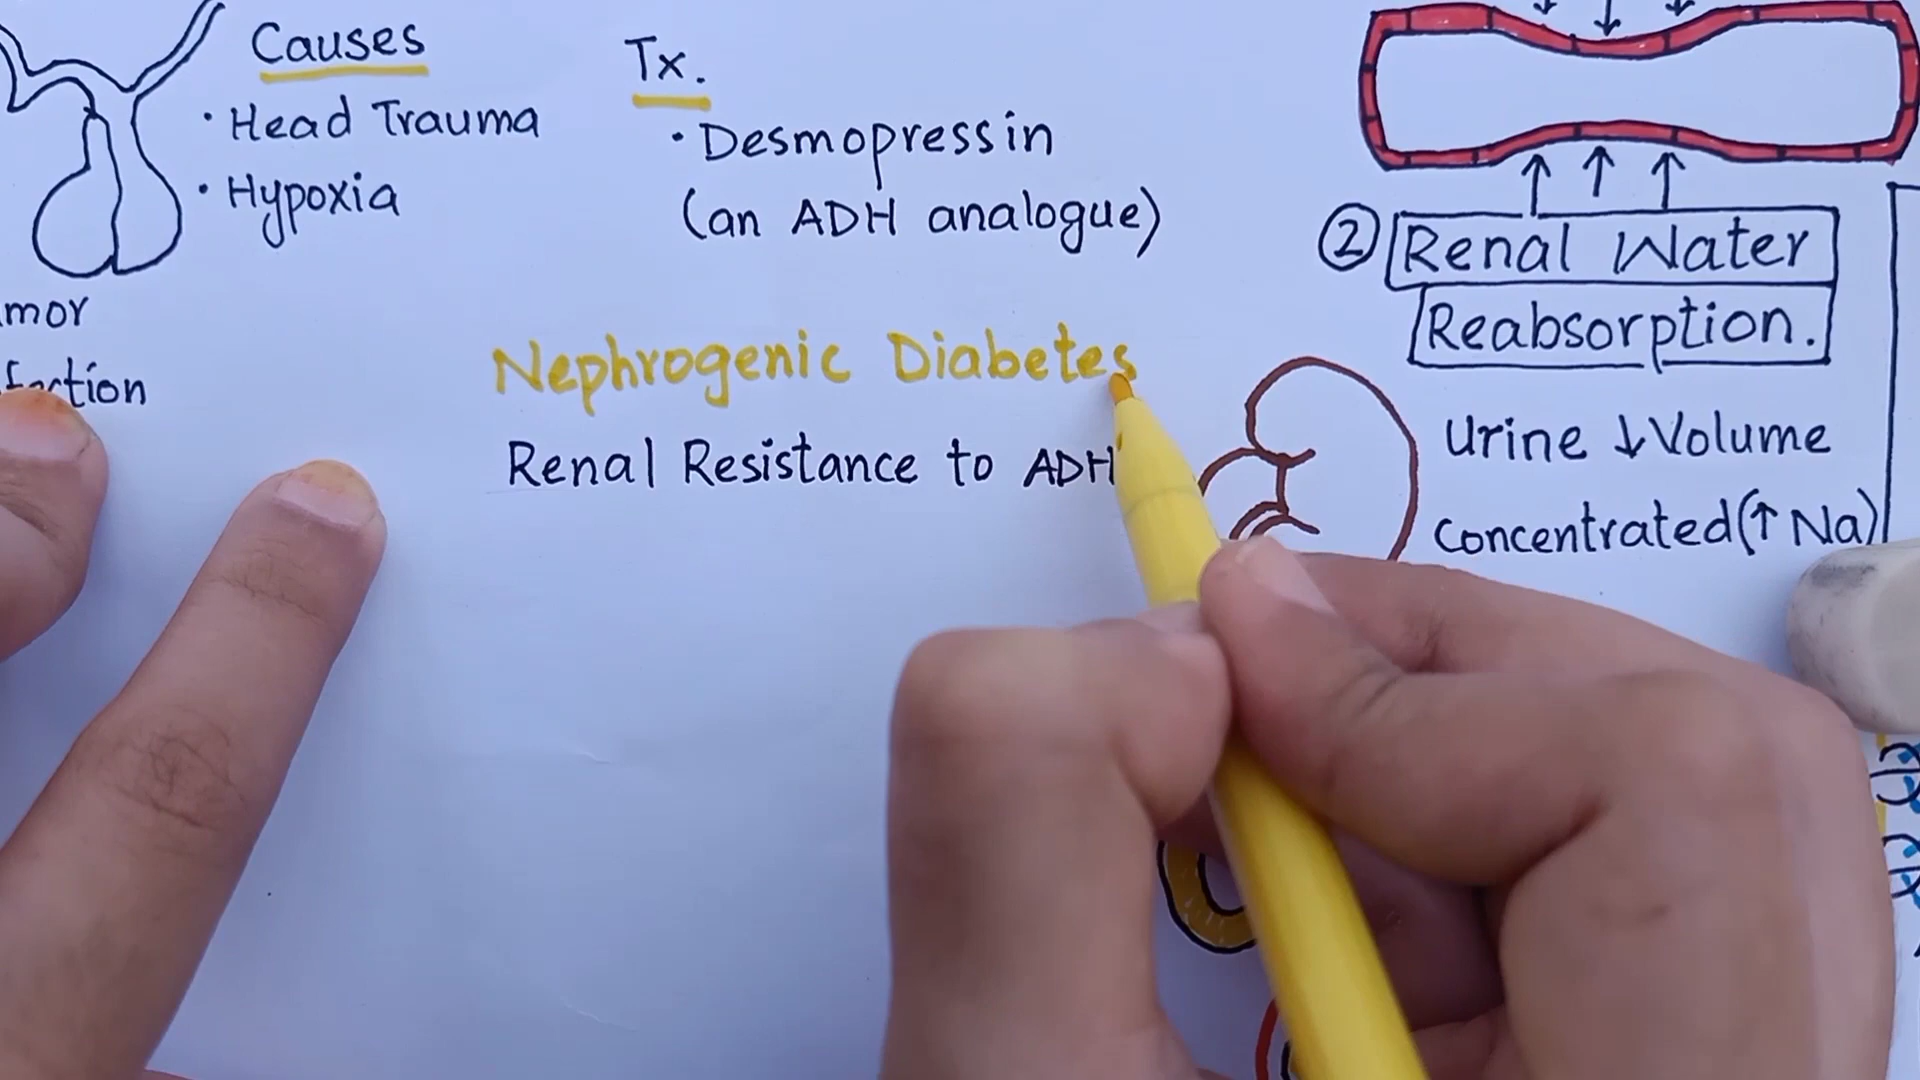 Causes
· Head Trauma
· Hypoxia
mor
ection
Tx.
· Desmopressin
(an ADH analogue)
Nephrogenic Diabetes
Renal Resistance to ADH
② Renal Water
Reabsorption.
Urine ↓ Volume
Concentrated (↑ Na)